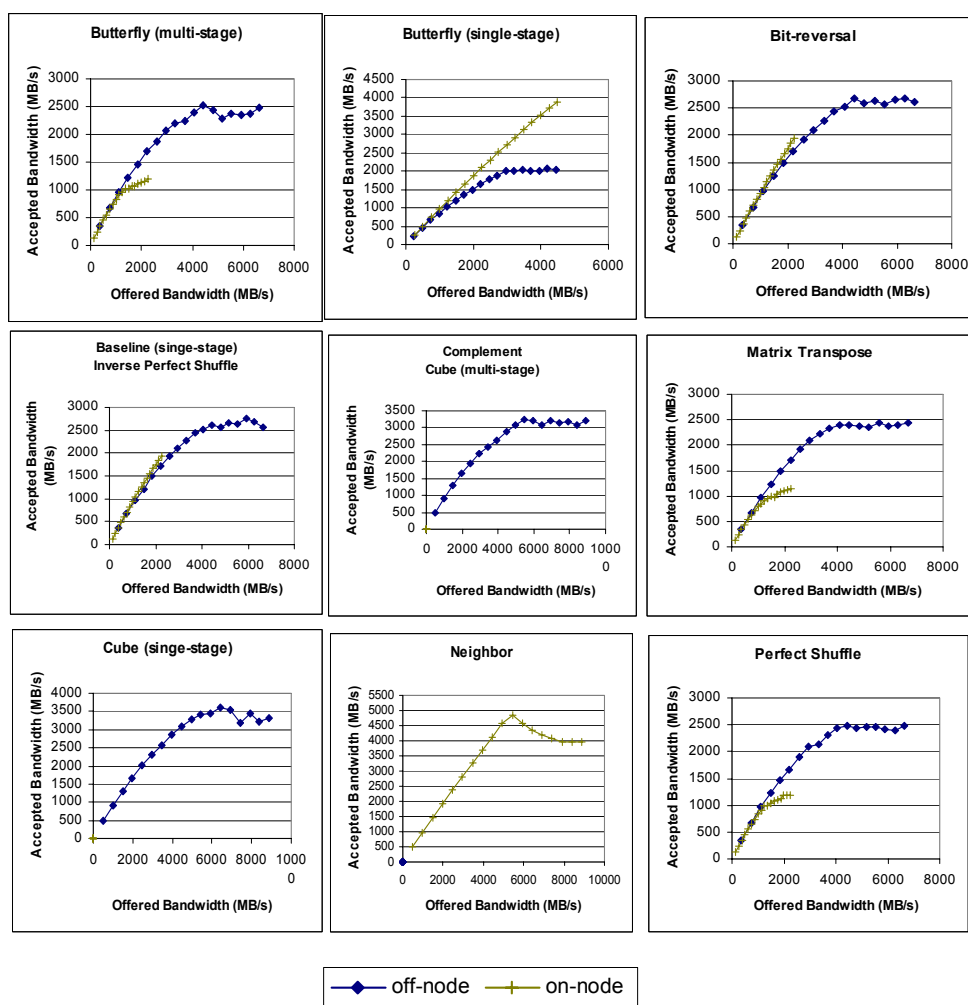 Butterfly (multi-stage)
Accepted Bandwidth (MB/s)
3000
2500
2000
1500
1000
500
0
0 2000 4000 6000 8000
Offered Bandwidth (MB/s)
Butterfly (single-stage)
Accepted Bandwidth (MB/s)
4500
4000
3500
3000
2500
2000
1500
1000
500
0
0 2000 4000 6000
Offered Bandwidth (MB/s)
Bit-reversal
Accepted Bandwidth (MB/s)
3000
2500
2000
1500
1000
500
0
0 2000 4000 6000 8000
Offered Bandwidth (MB/s)
Baseline (singe-stage)
Inverse Perfect Shuffle
Accepted Bandwidth
(MB/s)
3000
2500
2000
1500
1000
500
0
0 2000 4000 6000 8000
Offered Bandwidth (MB/s)
Complement
Cube (multi-stage)
Accepted Bandwidth
(MB/s)
3500
3000
2500
2000
1500
1000
500
0
0 2000 4000 6000 8000 1000
0
Offered Bandwidth (MB/s)
Matrix Transpose
Accepted Bandwidth (MB/s)
3000
2500
2000
1500
1000
500
0
0 2000 4000 6000 8000
Offered Bandwidth (MB/s)
Cube (singe-stage)
Accepted Bandwidth (MB/s)
4000
3500
3000
2500
2000
1500
1000
500
0
0 2000 4000 6000 8000 1000
0
Offered Bandwidth (MB/s)
Neighbor
Accepted Bandwidth (MB/s)
5500
5000
4500
4000
3500
3000
2500
2000
1500
1000
500
0
0 2000 4000 6000 8000 10000
Offered Bandwidth (MB/s)
Perfect Shuffle
Accepted Bandwidth (MB/s)
3000
2500
2000
1500
1000
500
0
0 2000 4000 6000 8000
Offered Bandwidth (MB/s)
off-node on-node